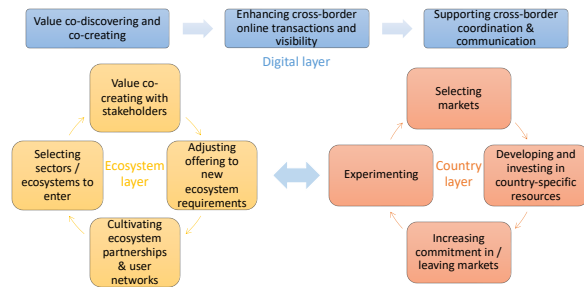 Value co-discovering and
co-creating
Enhancing cross-border
online transactions and
visibility
Supporting cross-border
coordination &
communication
Digital layer
Value co-
creating with
stakeholders
Selecting
sectors /
ecosystems to
enter
Ecosystem
layer
Adjusting
offering to
new
ecosystem
requirements
Cultivating
ecosystem
partnerships
& user
networks
Selecting
markets
Experimenting
Country
layer
Developing and
investing in
country-specific
resources
Increasing
commitment in /
leaving markets